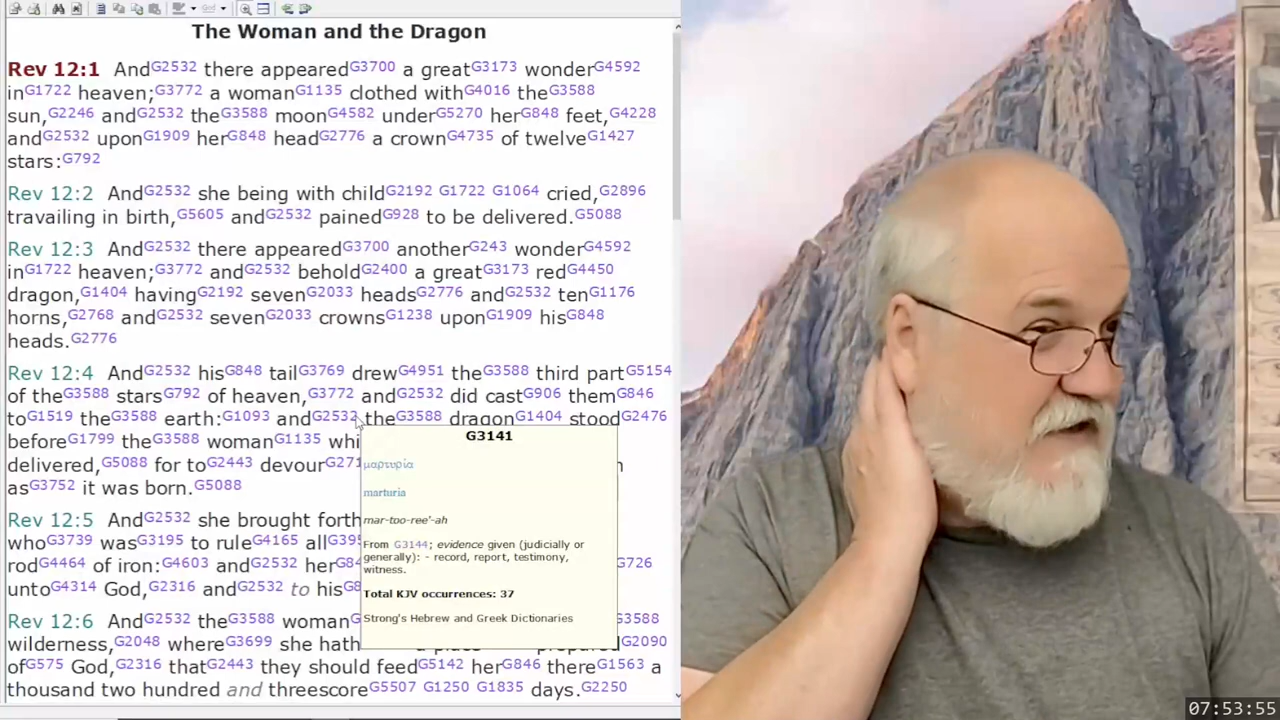 The Woman and the Dragon
Rev 12:1 AndG2532 there appearedG3700 a greatG3173 wonderG4592
inG1722 heaven;G3772 a womanG1135 clothed withG4016 theG3588
sun,G2246 andG2532 theG3588 moonG4582 underG5270 herG848 feet,G4228
andG2532 uponG1909 herG848 headG2776 a crownG4735 of twelveG1427
stars:G792
Rev 12:2 AndG2532 she being with childG2192 G1722 G1064 cried,G2896
travailing in birth,G5605 andG2532 painedG928 to be delivered.G5088
Rev 12:3 AndG2532 there appearedG3700 anotherG243 wonderG4592
inG1722 heaven;G3772 andG2532 beholdG2400 a greatG3173 redG4450
dragon,G1404 havingG2192 sevenG2033 headsG2776 andG2532 tenG1176
horns,G2768 andG2532 sevenG2033 crownsG1238 uponG1909 hisG848
heads.G2776
Rev 12:4 AndG2532 hisG848 tailG3769 drewG4951 theG3588 third partG5154
of theG3588 starsG792 of heaven,G3772 andG2532 did castG906 themG846
toG1519 theG3588 earth:G1093 andG2532 theG3588 dragonG1404 stoodG2476
beforeG1799 theG3588 womanG1135 whi
delivered,G5088 for toG2443 devourG271
asG3752 it was born.G5088
Rev 12:5 AndG2532 she brought forth
whoG3739 wasG3195 to ruleG4165 allG395
rodG4464 of iron:G4603 andG2532 herG8 G726
untoG4314 God,G2316 andG2532 to hisG8
Rev 12:6 AndG2532 theG3588 womanG G3588
wilderness,G2048 whereG3699 she hath a place preparedG2090
ofG575 God,G2316 thatG2443 they should feedG5142 herG846 thereG1563 a
thousand two hundred and threescoreG5507 G1250 G1835 days.G2250
G3141
μαρτυρία
marturia
mar-too-ree'-ah
From G3144; evidence given (judicially or
generally): - record, report, testimony,
witness.
Total KJV occurrences: 37
Strong's Hebrew and Greek Dictionaries
07:53:55